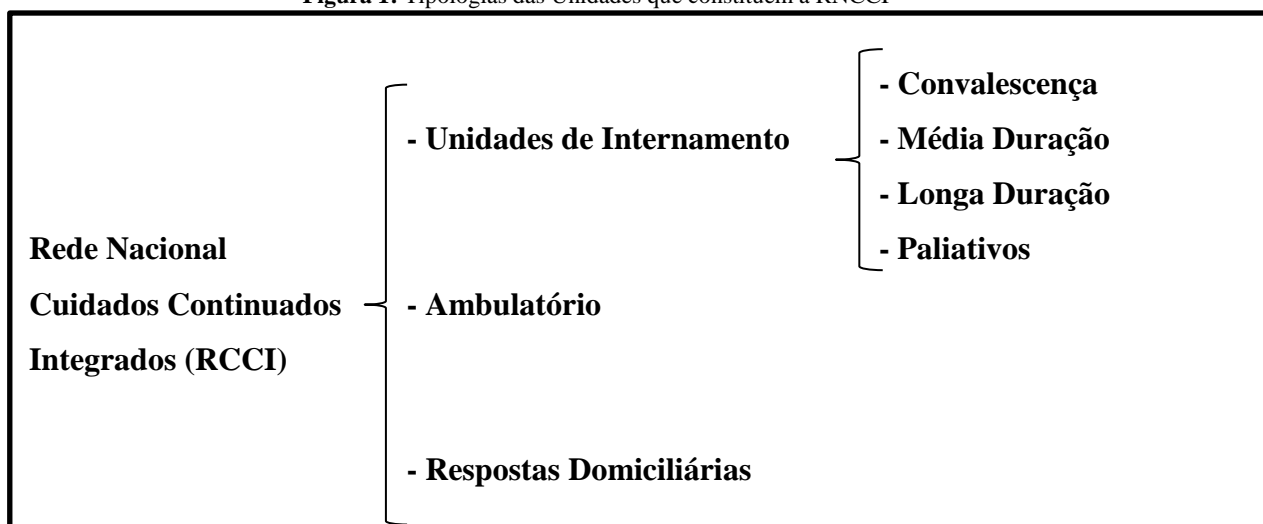 Figura 1: Tipologias das Unidades que constituem a RNCCI
Rede Nacional
Cuidados Continuados
Integrados (RCCI)
- Unidades de Internamento
- Convalescença
- Média Duração
- Longa Duração
- Paliativos
- Ambulatório
- Respostas Domiciliárias